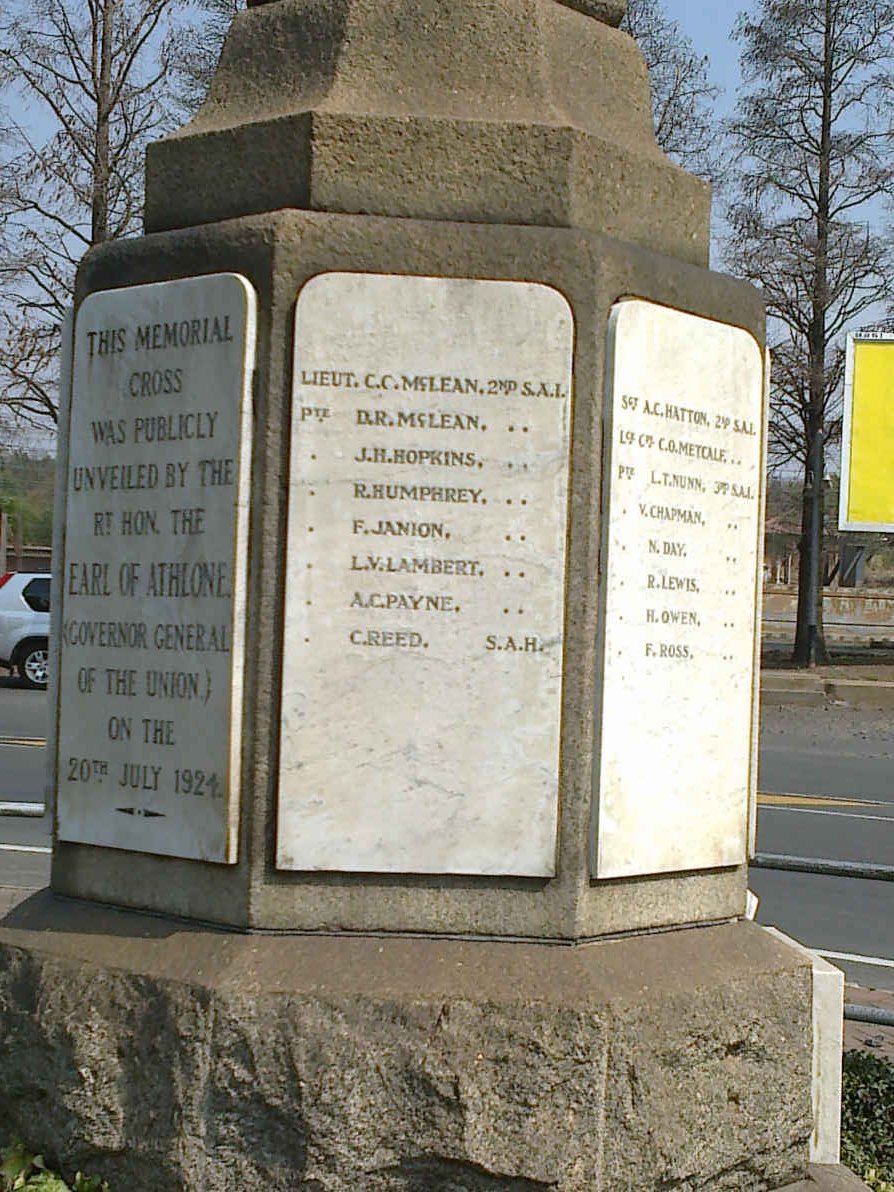 THIS MEMORIAL
CROSS
WAS PUBLICLY
UNVEILED BY THE
RT HON. THE
EARL OF ATHLONE.
(GOVERNOR GENERAL
OF THE UNION.)
ON THE
20TH JULY 1924.
LIEUT. C.C. McLEAN, 2ND S.A.I.
PTE D.R. McLEAN, . .
. J.H. HOPKINS, . .
. R. HUMPHREY, . .
. F. JANION, . .
. L.V. LAMBERT, . .
. A.C. PAYNE, . .
. C. REED. S.A.H.
SGT A.C. HATTON, 2ND S.A.I.
LCE CPL C.O. METCALF, . .
PTE L.T. NUNN, 3RD S.A.I.
. V. CHAPMAN, . .
. N. DAY, . .
. R. LEWIS, . .
. H. OWEN, . .
. F. ROSS, . .